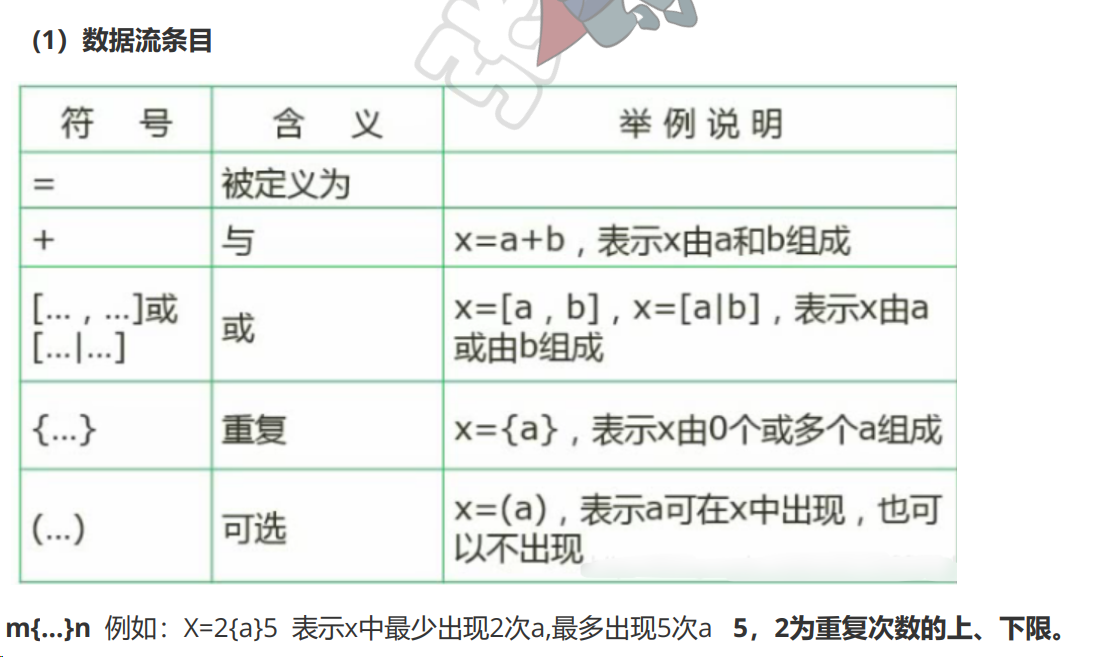 (1) 数据流条目
符 号 含 义 举 例 说 明
= 被定义为
+ 与 x=a+b，表示x由a和b组成
[...，...]或
[...|...]
或
x=[a，b]，x=[a|b]，表示x由a
或由b组成
{...} 重复 x={a}，表示x由0个或多个a组成
(...) 可选
x=(a)，表示a可在x中出现，也可
以不出现
m{...}n 例如：X=2{a}5 表示x中最少出现2次a,最多出现5次a 5，2为重复次数的上、下限。